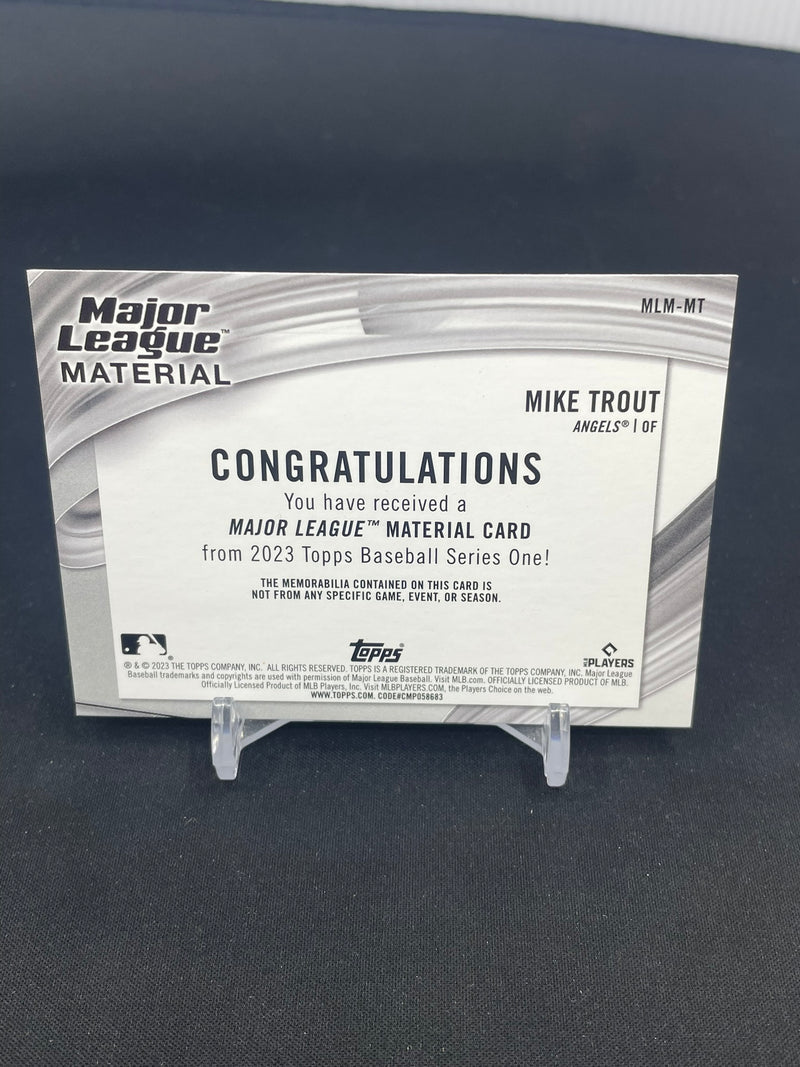 Major
League™
MATERIAL
MLM-MT
MIKE TROUT
ANGELS® | OF
CONGRATULATIONS
You have received a
MAJOR LEAGUE™ MATERIAL CARD
from 2023 Topps Baseball Series One!
THE MEMORABILIA CONTAINED ON THIS CARD IS
NOT FROM ANY SPECIFIC GAME, EVENT, OR SEASON.
Topps®
PLAYERS
® & © 2023 THE TOPPS COMPANY, INC. ALL RIGHTS RESERVED. TOPPS IS A REGISTERED TRADEMARK OF THE TOPPS COMPANY, INC. Major League
Baseball trademarks and copyrights are used with permission of Major League Baseball. Visit MLB.com. OFFICIALLY LICENSED PRODUCT OF MLB.
Officially Licensed Product of MLB Players, Inc. Visit MLBPLAYERS.COM, the Players Choice on the web.
WWW.TOPPS.COM. CODE#CMP058683